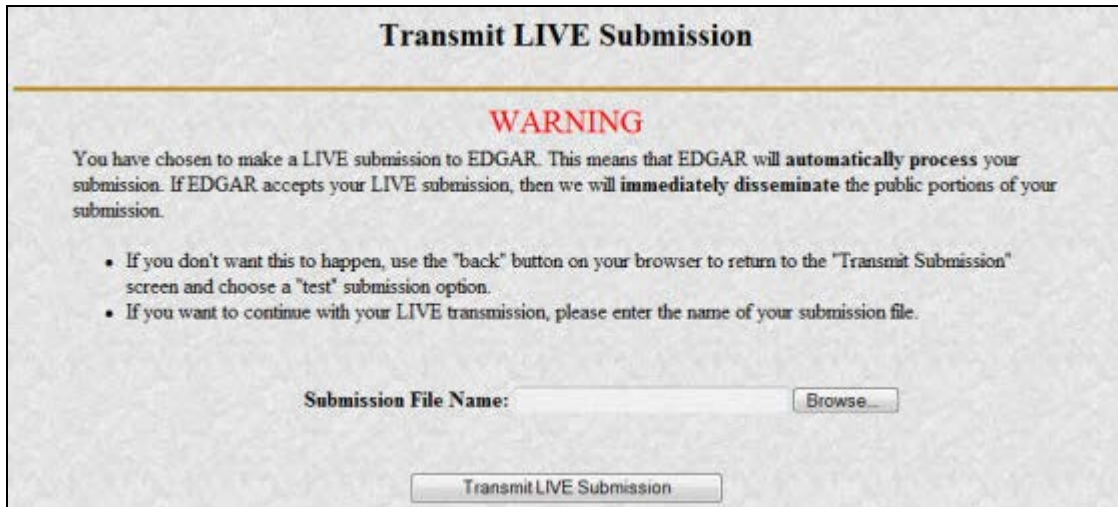 Transmit LIVE Submission
WARNING
You have chosen to make a LIVE submission to EDGAR. This means that EDGAR will automatically process your
submission. If EDGAR accepts your LIVE submission, then we will immediately disseminate the public portions of your
submission.
• If you don't want this to happen, use the "back" button on your browser to return to the "Transmit Submission"
screen and choose a "test" submission option.
• If you want to continue with your LIVE transmission, please enter the name of your submission file.
Submission File Name: Browse...
Transmit LIVE Submission